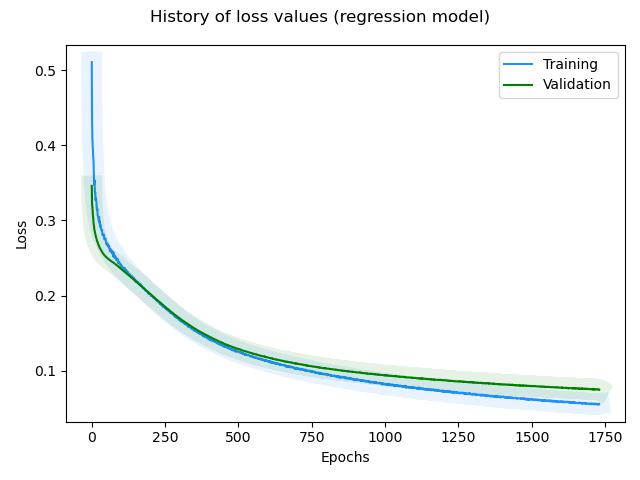 History of loss values (regression model)
Training
Validation
0.5
0.4
0.3
0.2
0.1
Loss
0 250 500 750 1000 1250 1500 1750
Epochs